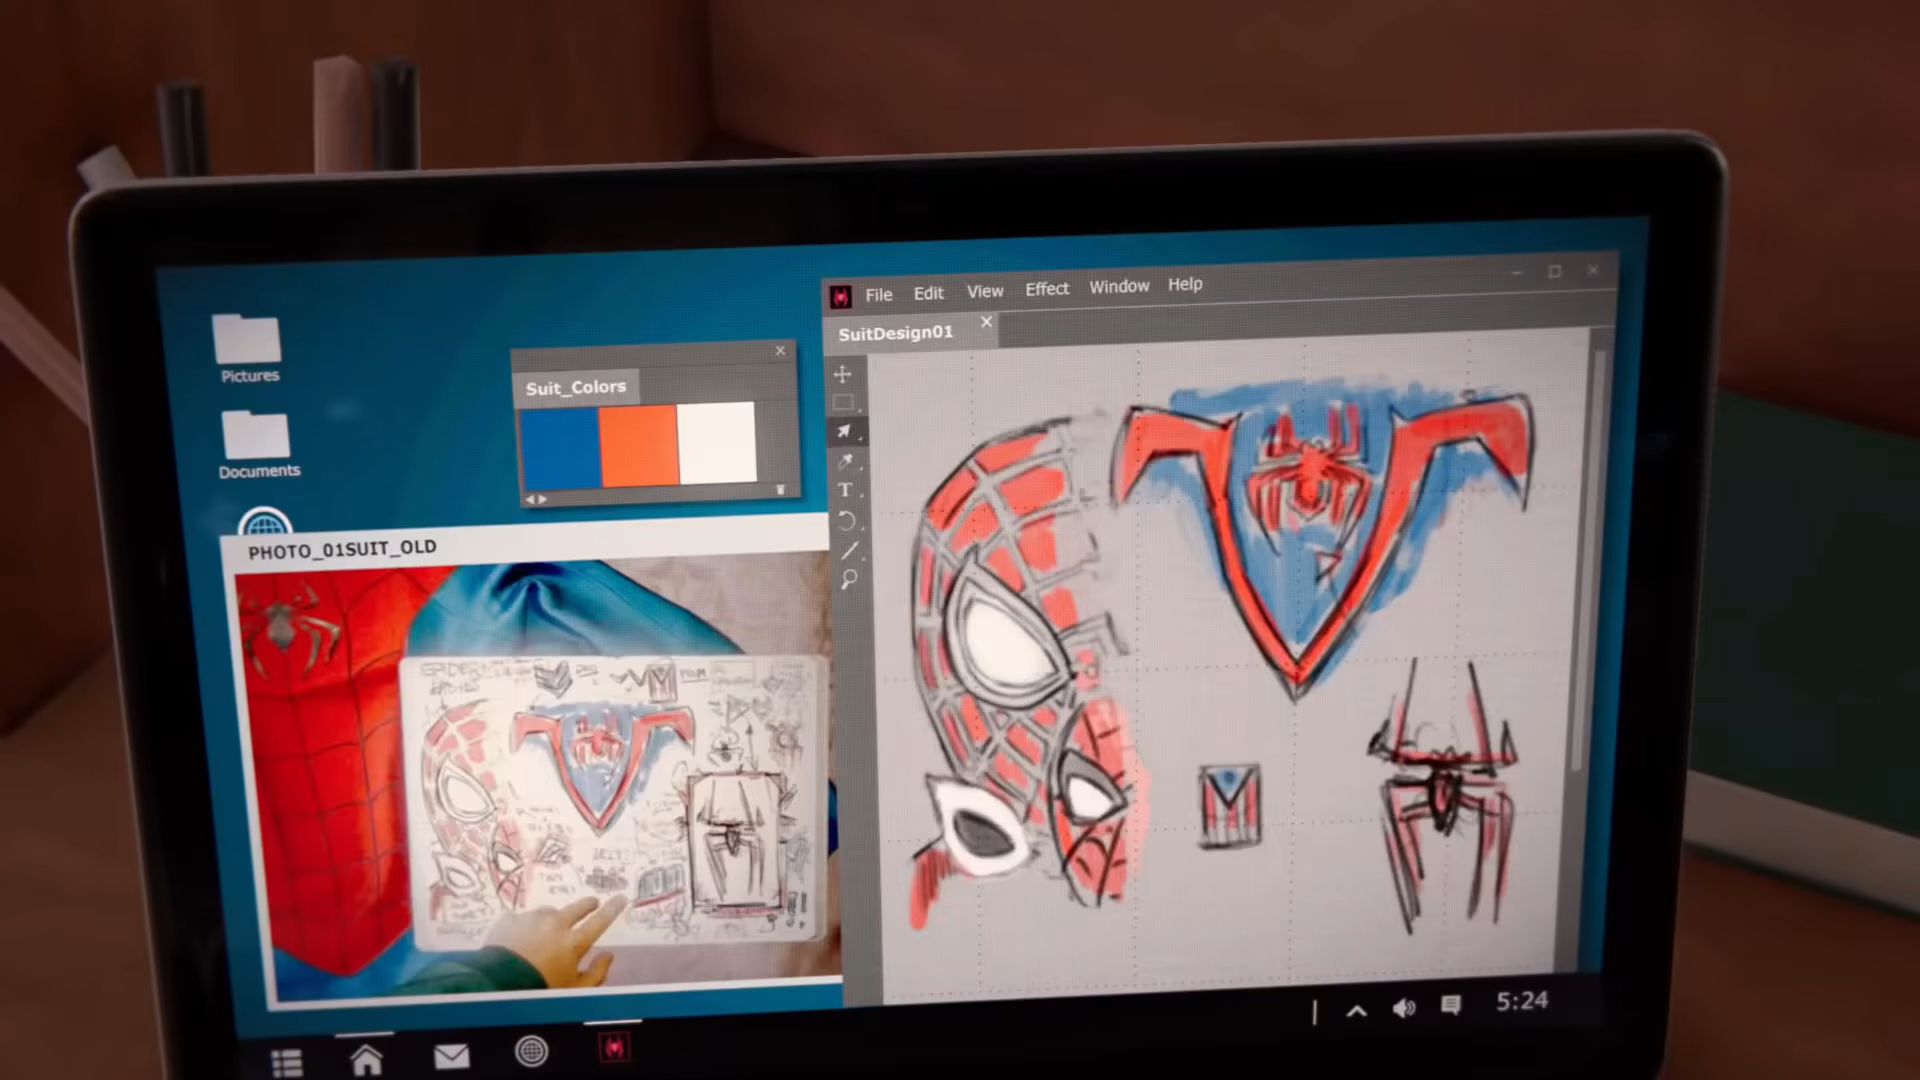 File Edit View Effect Window Help
SuitDesign01
Pictures
Suit_Colors
Documents
T
PHOTO_01SUIT_OLD
5:24